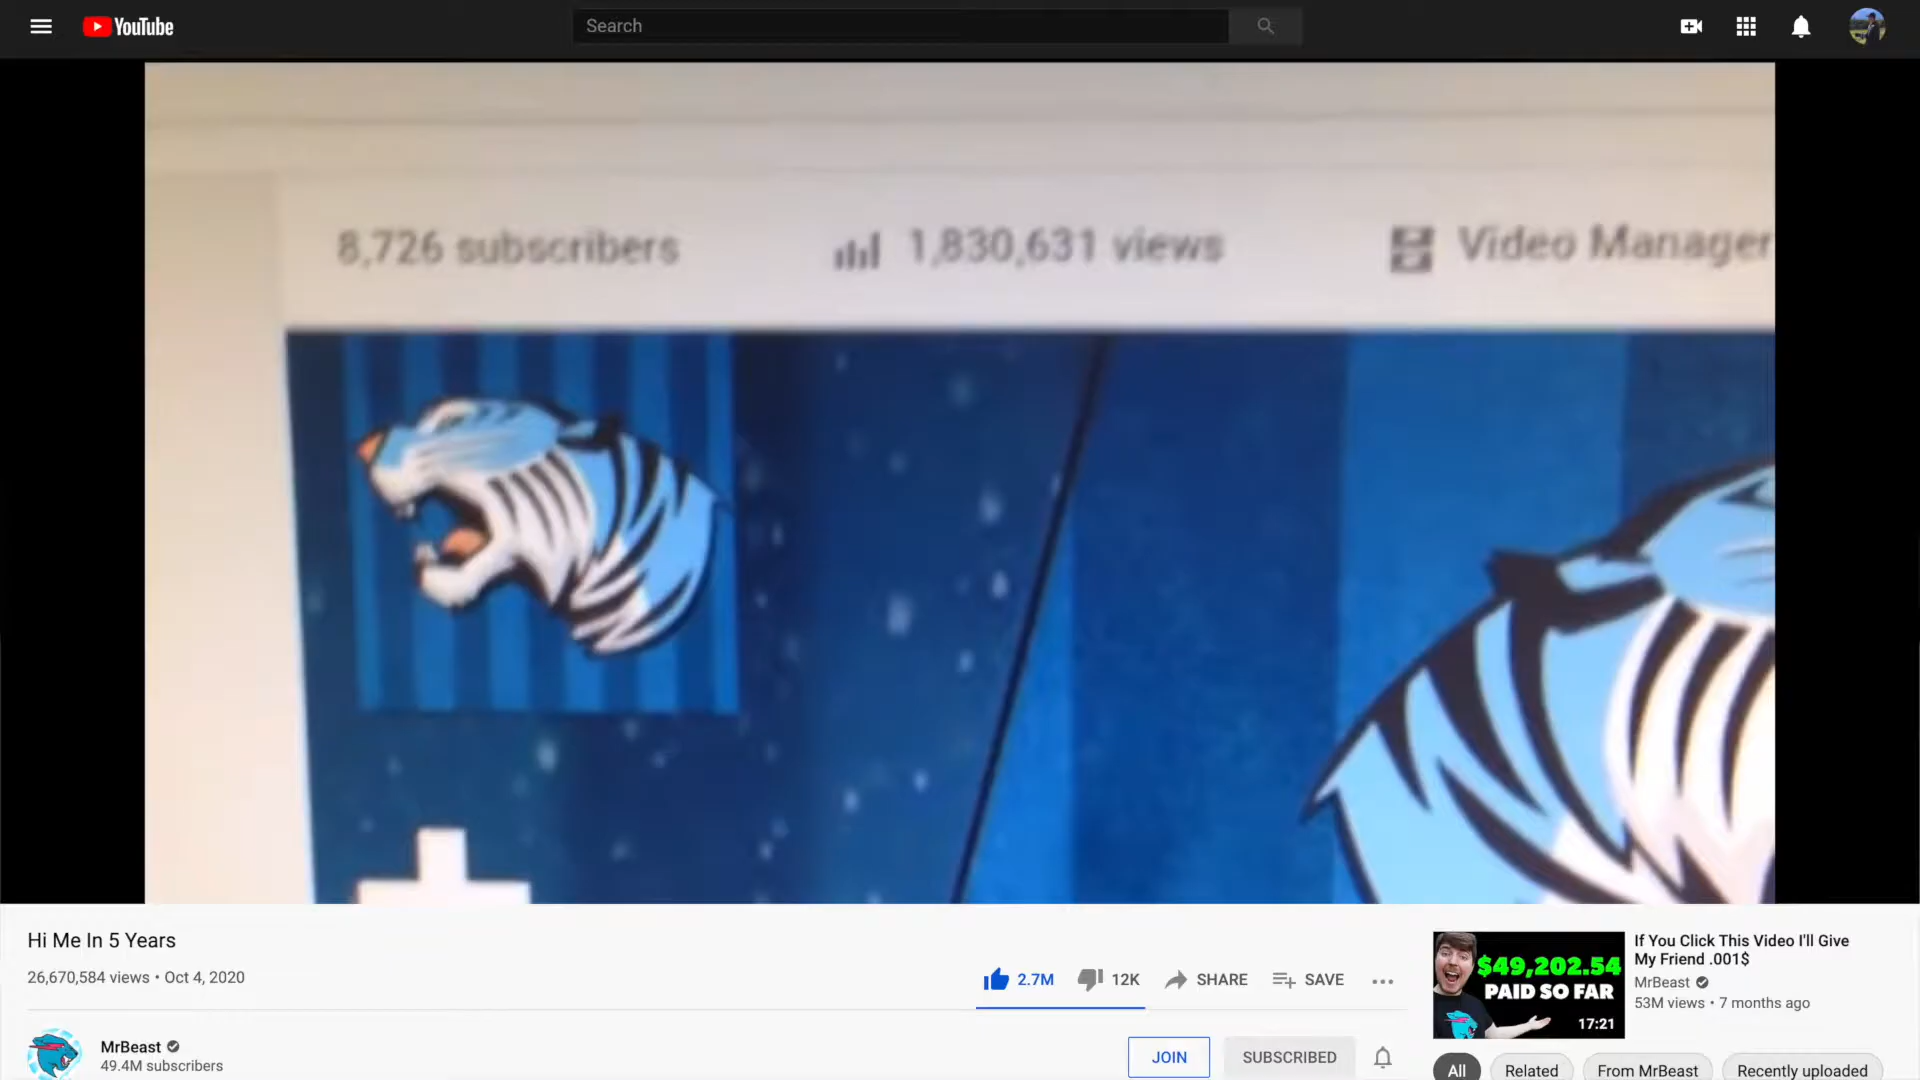 YouTube
Search
8,726 subscribers
1,830,631 views
Video Manager
Hi Me In 5 Years
26,670,584 views • Oct 4, 2020
2.7M
12K
SHARE
SAVE
MrBeast
49.4M subscribers
JOIN
SUBSCRIBED
$49,202.54
PAID SO FAR
17:21
If You Click This Video I'll Give
My Friend .001$
MrBeast
53M views • 7 months ago
All
Related
From MrBeast
Recently uploaded